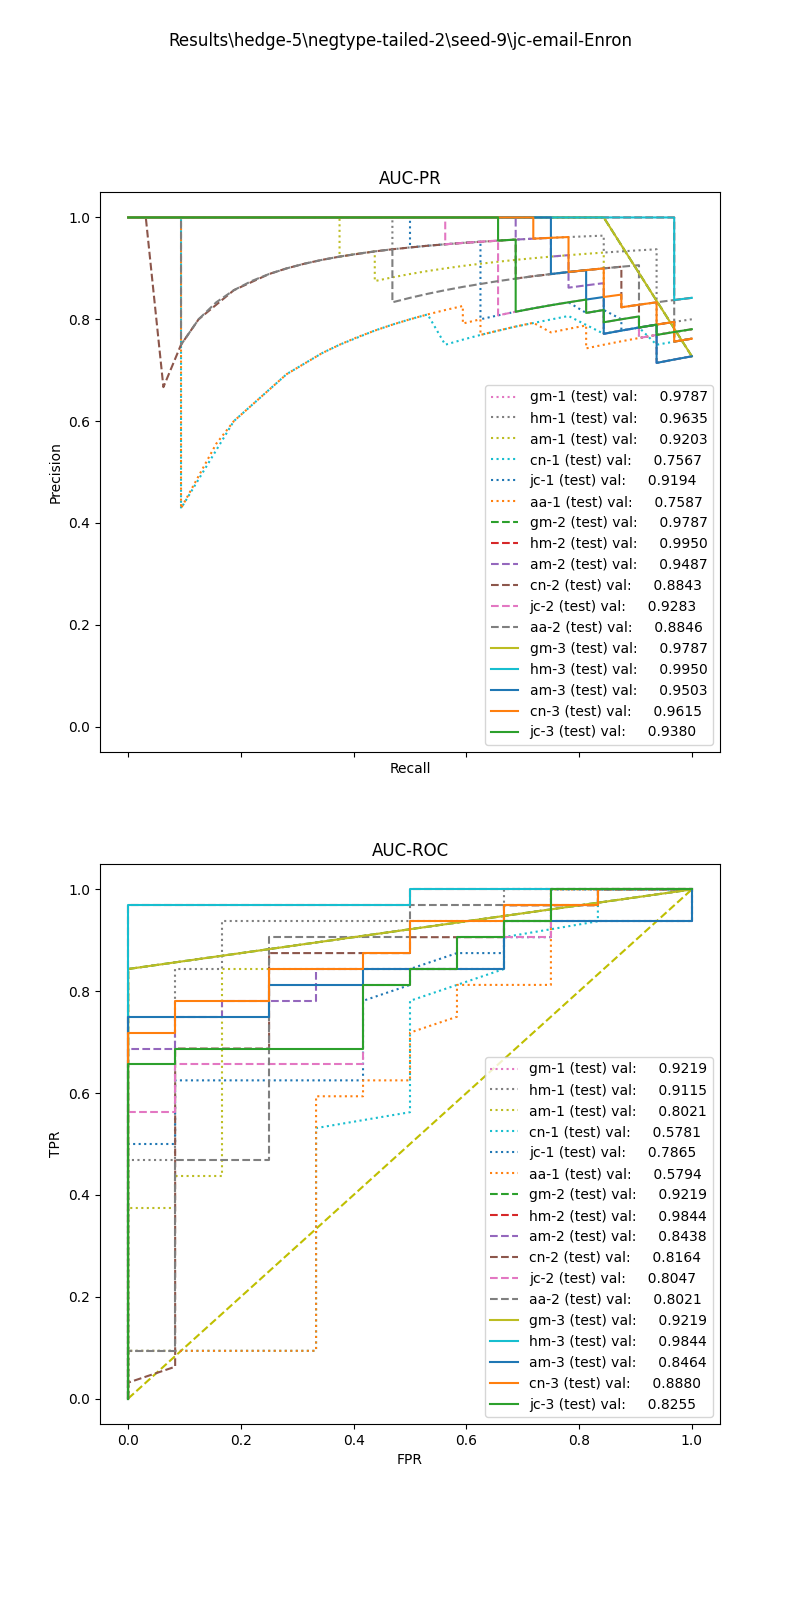 Results\hedge-5\negtype-tailed-2\seed-9\jc-email-Enron
AUC-PR
1.0
0.8
0.6
0.4
0.2
0.0
Precision
Recall
gm-1 (test) val: 0.9787
hm-1 (test) val: 0.9635
am-1 (test) val: 0.9203
cn-1 (test) val: 0.7567
jc-1 (test) val: 0.9194
aa-1 (test) val: 0.7587
gm-2 (test) val: 0.9787
hm-2 (test) val: 0.9950
am-2 (test) val: 0.9487
cn-2 (test) val: 0.8843
jc-2 (test) val: 0.9283
aa-2 (test) val: 0.8846
gm-3 (test) val: 0.9787
hm-3 (test) val: 0.9950
am-3 (test) val: 0.9503
cn-3 (test) val: 0.9615
jc-3 (test) val: 0.9380
AUC-ROC
1.0
0.8
0.6
0.4
0.2
0.0
TPR
gm-1 (test) val: 0.9219
hm-1 (test) val: 0.9115
am-1 (test) val: 0.8021
cn-1 (test) val: 0.5781
jc-1 (test) val: 0.7865
aa-1 (test) val: 0.5794
gm-2 (test) val: 0.9219
hm-2 (test) val: 0.9844
am-2 (test) val: 0.8438
cn-2 (test) val: 0.8164
jc-2 (test) val: 0.8047
aa-2 (test) val: 0.8021
gm-3 (test) val: 0.9219
hm-3 (test) val: 0.9844
am-3 (test) val: 0.8464
cn-3 (test) val: 0.8880
jc-3 (test) val: 0.8255
0.0 0.2 0.4 0.6 0.8 1.0
FPR